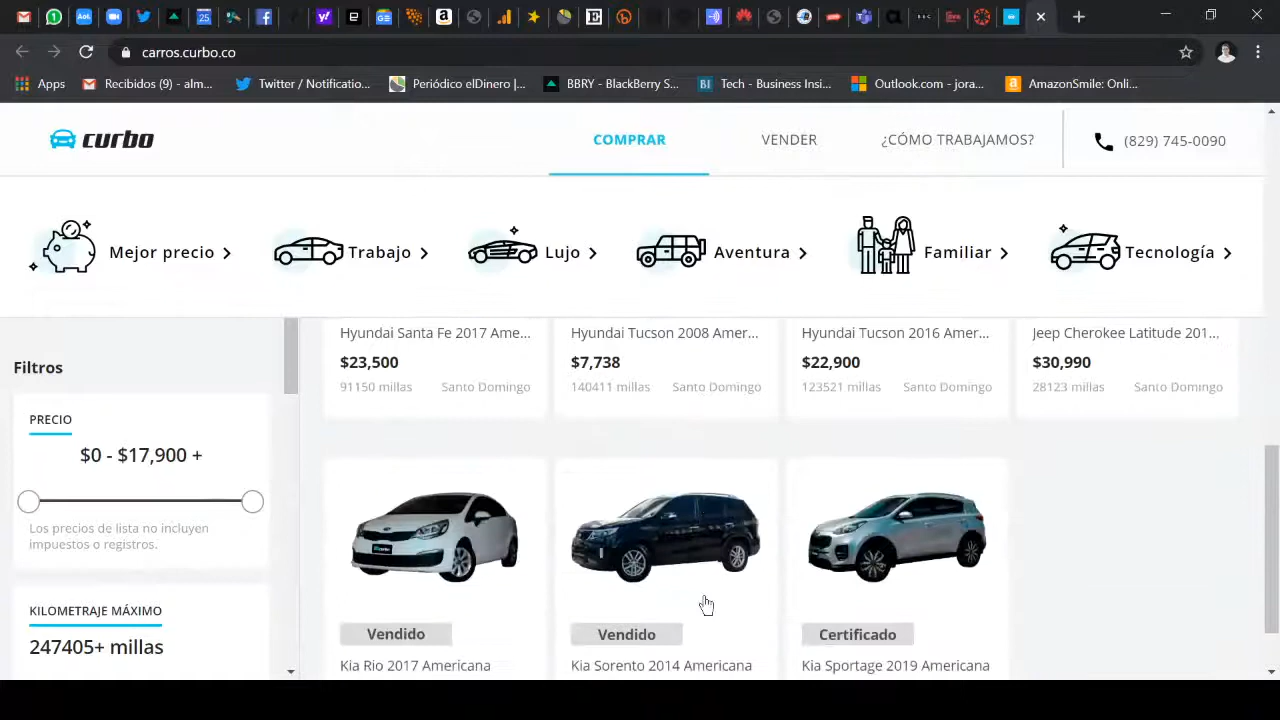 carros.curbo.co
Apps
Recibidos (9) - alm...
Twitter / Notificatio...
Periódico elDinero |...
BBRY - BlackBerry S...
Tech - Business Insi...
Outlook.com - jora...
AmazonSmile: Onli...
curbo
COMPRAR
VENDER
¿CÓMO TRABAJAMOS?
(829) 745-0090
Mejor precio
Trabajo
Lujo
Aventura
Familiar
Tecnología
Filtros
PRECIO
$0 - $17,900 +
Los precios de lista no incluyen
impuestos o registros.
KILOMETRAJE MÁXIMO
247405+ millas
Hyundai Santa Fe 2017 Ame...
$23,500
91150 millas Santo Domingo
Hyundai Tucson 2008 Amer...
$7,738
140411 millas Santo Domingo
Hyundai Tucson 2016 Amer...
$22,900
123521 millas Santo Domingo
Jeep Cherokee Latitude 201...
$30,990
28123 millas Santo Domingo
Vendido
Kia Rio 2017 Americana
Vendido
Kia Sorento 2014 Americana
Certificado
Kia Sportage 2019 Americana